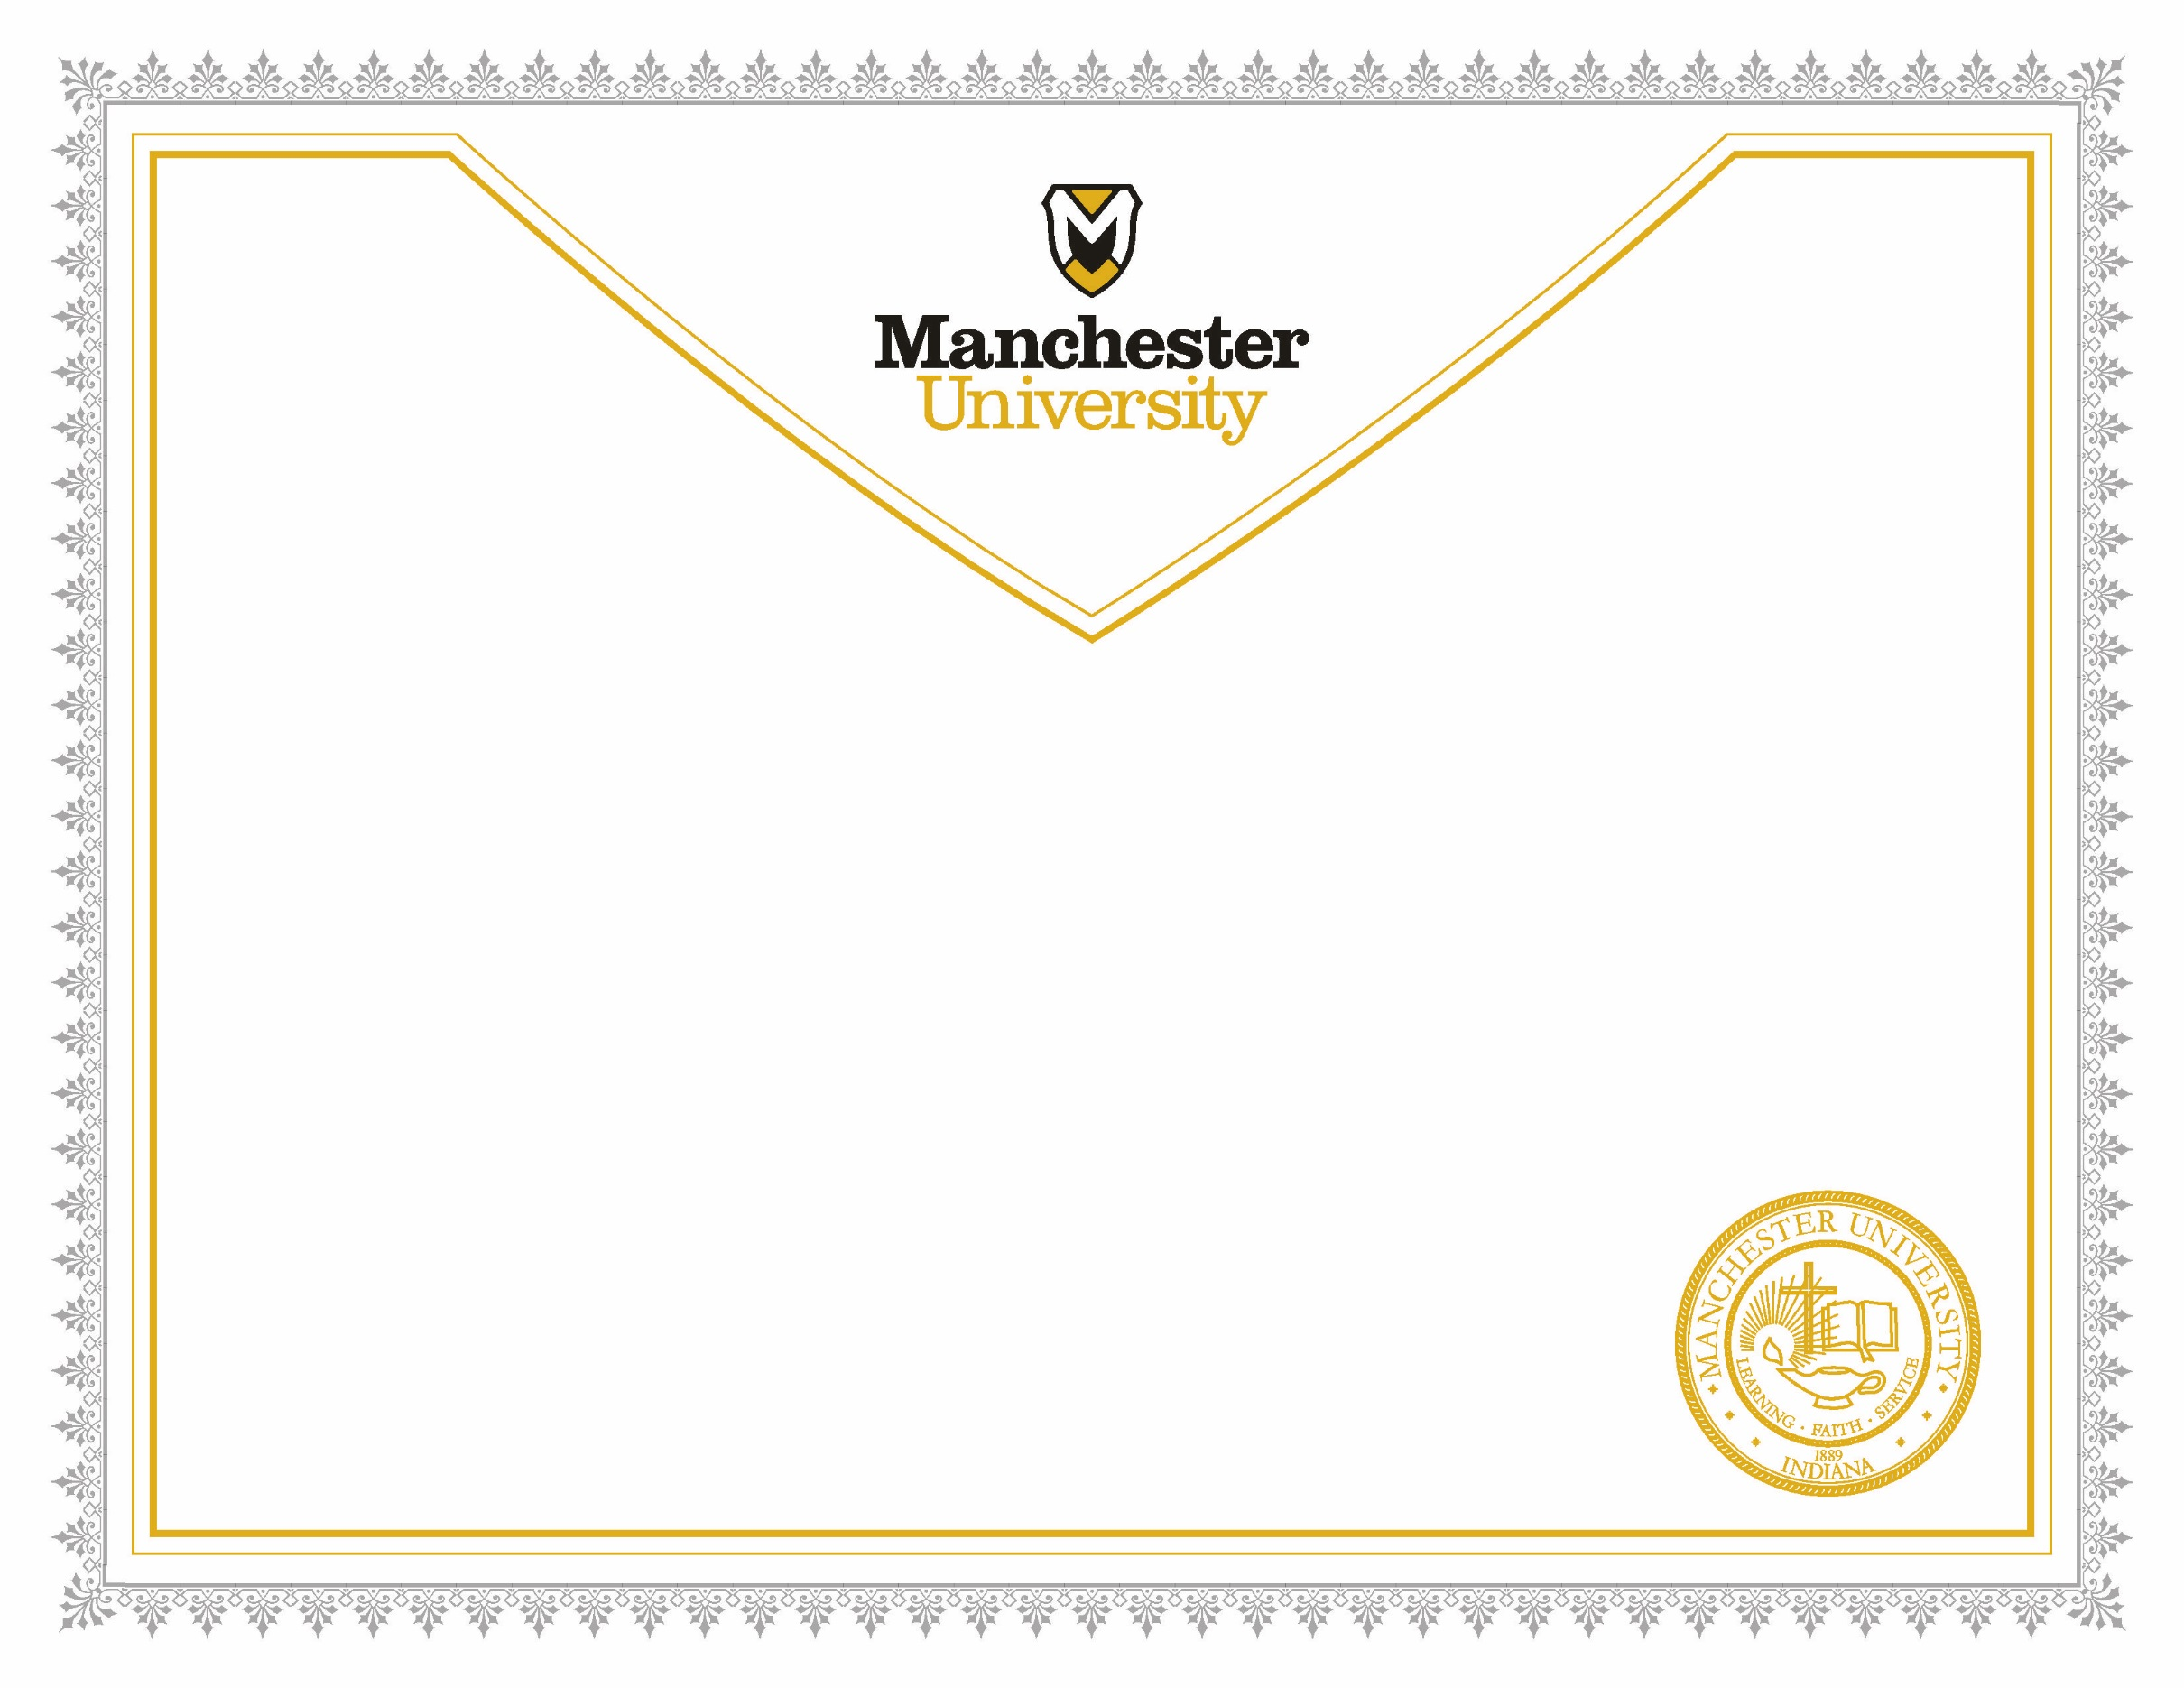 Manchester
University
MANCHESTER UNIVERSITY
LEARNING · FAITH · SERVICE
1889
INDIANA